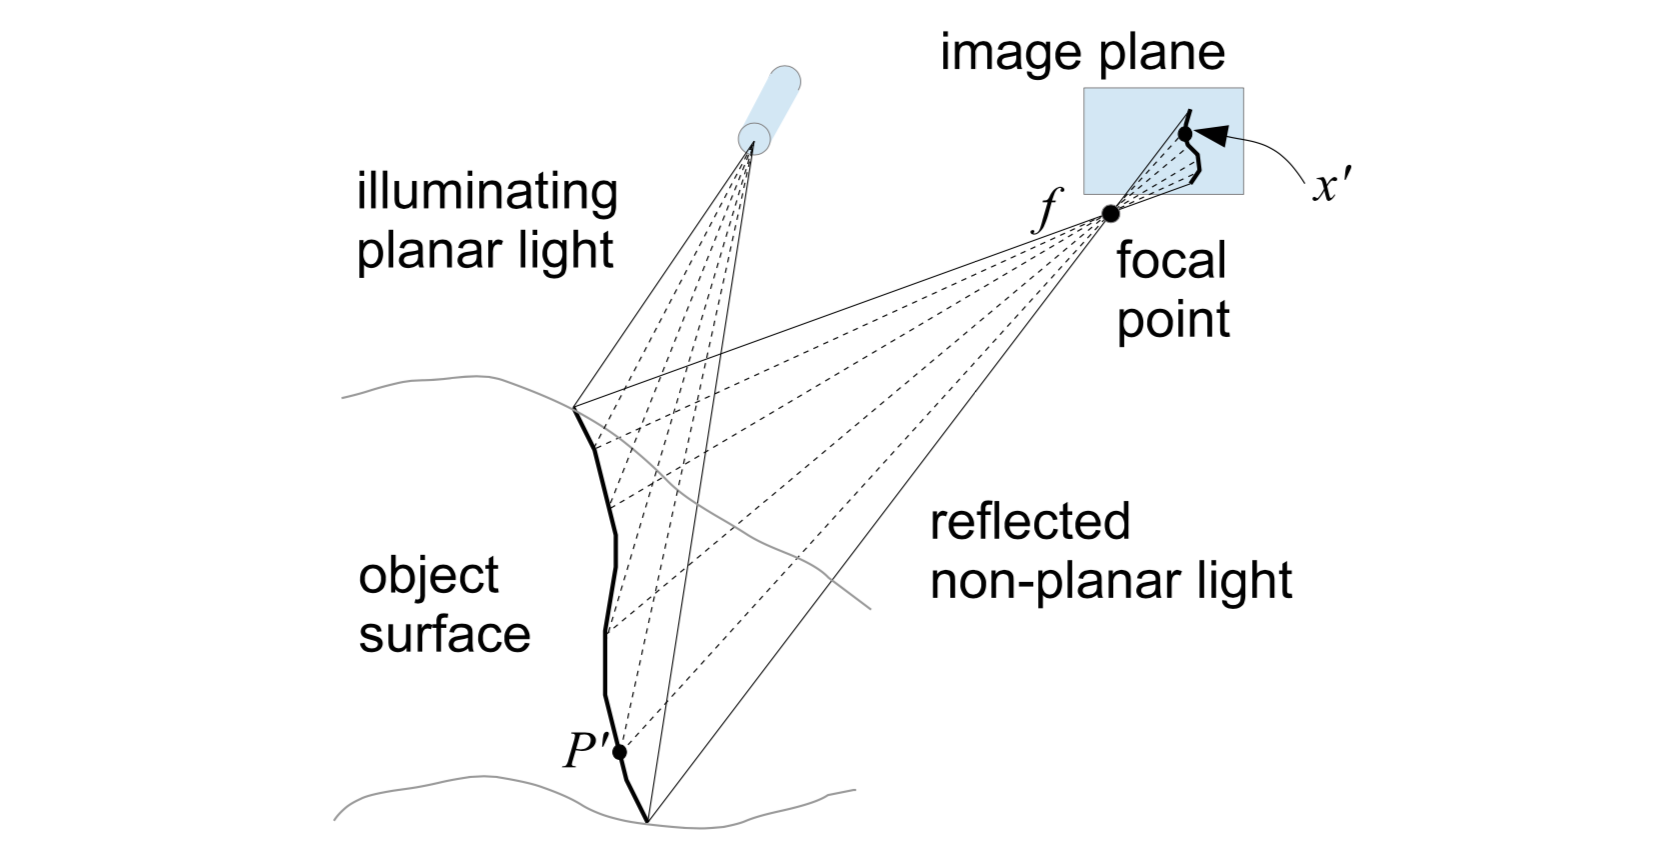 image plane
illuminating
planar light
x′
f
focal
point
reflected
non-planar light
object
surface
P′